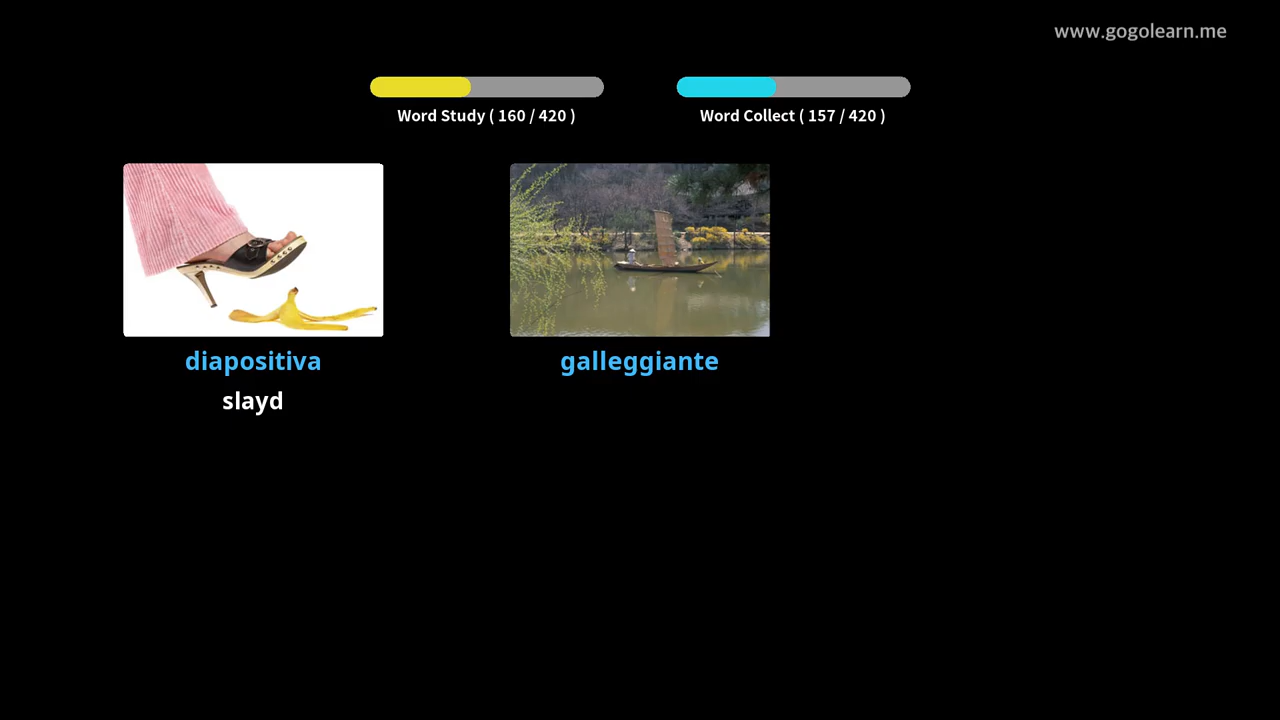 www.gogolearn.me
Word Study ( 160 / 420 )
Word Collect ( 157 / 420 )
diapositiva
galleggiante
slayd